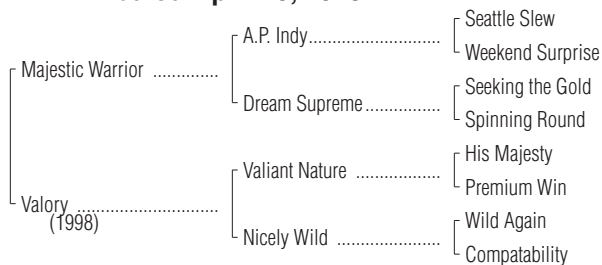 Seattle Slew
A.P. Indy
Weekend Surprise
Majestic Warrior
Seeking the Gold
Dream Supreme
Spinning Round
His Majesty
Valiant Nature
Premium Win
Valory
(1998)
Wild Again
Nicely Wild
Compatability